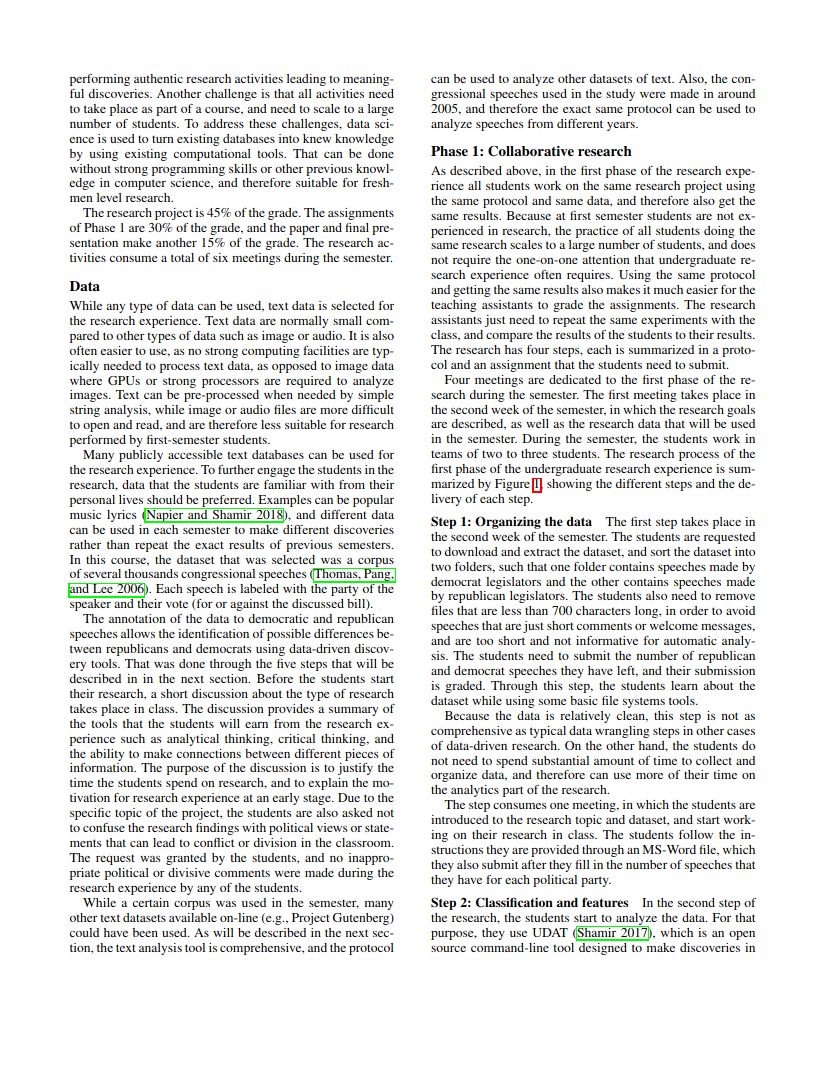 performing authentic research activities leading to meaning-
ful discoveries. Another challenge is that all activities need
to take place as part of a course, and need to scale to a large
number of students. To address these challenges, data sci-
ence is used to turn existing databases into knew knowledge
by using existing computational tools. That can be done
without strong programming skills or other previous knowl-
edge in computer science, and therefore suitable for fresh-
men level research.
The research project is 45% of the grade. The assignments
of Phase 1 are 30% of the grade, and the paper and final pre-
sentation make another 15% of the grade. The research ac-
tivities consume a total of six meetings during the semester.
Data
While any type of data can be used, text data is selected for
the research experience. Text data are normally small com-
pared to other types of data such as image or audio. It is also
often easier to use, as no strong computing facilities are typ-
ically needed to process text data, as opposed to image data
where GPUs or strong processors are required to analyze
images. Text can be pre-processed when needed by simple
string analysis, while image or audio files are more difficult
to open and read, and are therefore less suitable for research
performed by first-semester students.
Many publicly accessible text databases can be used for
the research experience. To further engage the students in the
research, data that the students are familiar with from their
personal lives should be preferred. Examples can be popular
music lyrics (Napier and Shamir 2018), and different data
can be used in each semester to make different discoveries
rather than repeat the exact results of previous semesters.
In this course, the dataset that was selected was a corpus
of several thousands congressional speeches (Thomas, Pang,
and Lee 2006). Each speech is labeled with the party of the
speaker and their vote (for or against the discussed bill).
The annotation of the data to democratic and republican
speeches allows the identification of possible differences be-
tween republicans and democrats using data-driven discov-
ery tools. That was done through the five steps that will be
described in in the next section. Before the students start
their research, a short discussion about the type of research
takes place in class. The discussion provides a summary of
the tools that the students will earn from the research ex-
perience such as analytical thinking, critical thinking, and
the ability to make connections between different pieces of
information. The purpose of the discussion is to justify the
time the students spend on research, and to explain the mo-
tivation for research experience at an early stage. Due to the
specific topic of the project, the students are also asked not
to confuse the research findings with political views or state-
ments that can lead to conflict or division in the classroom.
The request was granted by the students, and no inappro-
priate political or divisive comments were made during the
research experience by any of the students.
While a certain corpus was used in the semester, many
other text datasets available on-line (e.g., Project Gutenberg)
could have been used. As will be described in the next sec-
tion, the text analysis tool is comprehensive, and the protocol
can be used to analyze other datasets of text. Also, the con-
gressional speeches used in the study were made in around
2005, and therefore the exact same protocol can be used to
analyze speeches from different years.
Phase 1: Collaborative research
As described above, in the first phase of the research expe-
rience all students work on the same research project using
the same protocol and same data, and therefore also get the
same results. Because at first semester students are not ex-
perienced in research, the practice of all students doing the
same research scales to a large number of students, and does
not require the one-on-one attention that undergraduate re-
search experience often requires. Using the same protocol
and getting the same results also makes it much easier for the
teaching assistants to grade the assignments. The research
assistants just need to repeat the same experiments with the
class, and compare the results of the students to their results.
The research has four steps, each is summarized in a proto-
col and an assignment that the students need to submit.
Four meetings are dedicated to the first phase of the re-
search during the semester. The first meeting takes place in
the second week of the semester, in which the research goals
are described, as well as the research data that will be used
in the semester. During the semester, the students work in
teams of two to three students. The research process of the
first phase of the undergraduate research experience is sum-
marized by Figure 1, showing the different steps and the de-
livery of each step.
Step 1: Organizing the data The first step takes place in
the second week of the semester. The students are requested
to download and extract the dataset, and sort the dataset into
two folders, such that one folder contains speeches made by
democrat legislators and the other contains speeches made
by republican legislators. The students also need to remove
files that are less than 700 characters long, in order to avoid
speeches that are just short comments or welcome messages,
and are too short and not informative for automatic analy-
sis. The students need to submit the number of republican
and democrat speeches they have left, and their submission
is graded. Through this step, the students learn about the
dataset while using some basic file systems tools.
Because the data is relatively clean, this step is not as
comprehensive as typical data wrangling steps in other cases
of data-driven research. On the other hand, the students do
not need to spend substantial amount of time to collect and
organize data, and therefore can use more of their time on
the analytics part of the research.
The step consumes one meeting, in which the students are
introduced to the research topic and dataset, and start work-
ing on their research in class. The students follow the in-
structions they are provided through an MS-Word file, which
they also submit after they fill in the number of speeches that
they have for each political party.
Step 2: Classification and features In the second step of
the research, the students start to analyze the data. For that
purpose, they use UDAT (Shamir 2017), which is an open
source command-line tool designed to make discoveries in